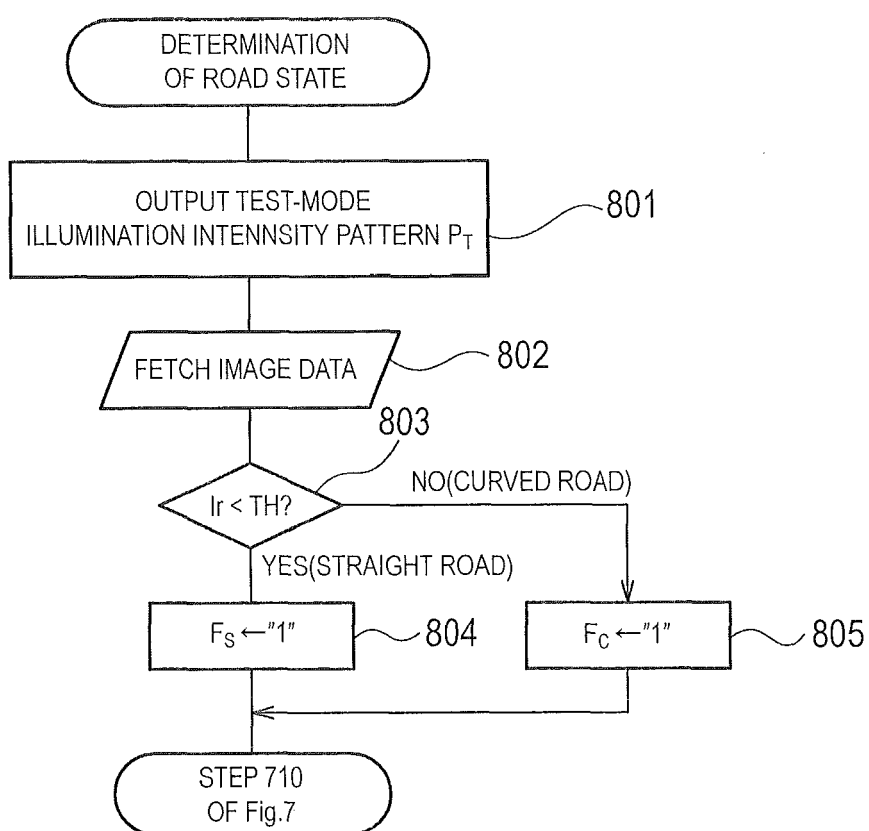 DETERMINATION
OF ROAD STATE
OUTPUT TEST-MODE
ILLUMINATION INTENNSITY PATTERN P_T
801
FETCH IMAGE DATA
802
803
Ir < TH?
NO(CURVED ROAD)
YES(STRAIGHT ROAD)
F_S ←"1"
804
F_C ←"1"
805
STEP 710
OF Fig.7